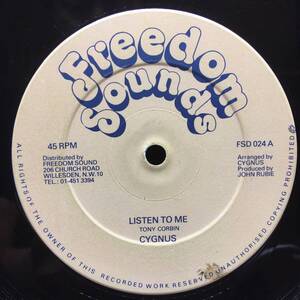 Freedom
Sounds
45 RPM
FSD 024 A
Distributed by
FREEDOM SOUND
206 CHURCH ROAD
WILLESDEN, N.W.10
TEL: 01-451 3394
Arranged by
CYGNUS
Produced by
JOHN RUBIE
LISTEN TO ME
TONY CORBIN
CYGNUS
ALL RIGHTS OF THE OWNER OF THIS RECORDED WORK RESERVED UNAUTHORISED COPYING PROHIBITED